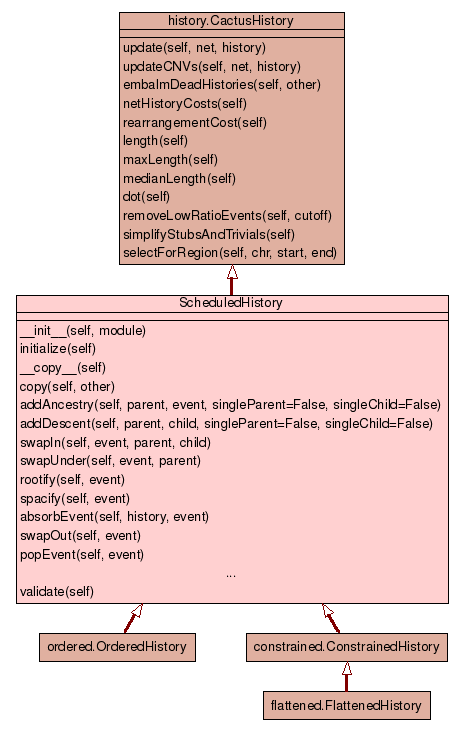 history.CactusHistory
update(self, net, history)
updateCNVs(self, net, history)
embalmDeadHistories(self, other)
netHistoryCosts(self)
rearrangementCost(self)
length(self)
maxLength(self)
medianLength(self)
dot(self)
removeLowRatioEvents(self, cutoff)
simplifyStubsAndTrivials(self)
selectForRegion(self, chr, start, end)
ScheduledHistory
__init__(self, module)
initialize(self)
__copy__(self)
copy(self, other)
addAncestry(self, parent, event, singleParent=False, singleChild=False)
addDescent(self, parent, child, singleParent=False, singleChild=False)
swapIn(self, event, parent, child)
swapUnder(self, event, parent)
rootify(self, event)
spacify(self, event)
absorbEvent(self, history, event)
swapOut(self, event)
popEvent(self, event)
...
validate(self)
ordered.OrderedHistory
constrained.ConstrainedHistory
flattened.FlattenedHistory